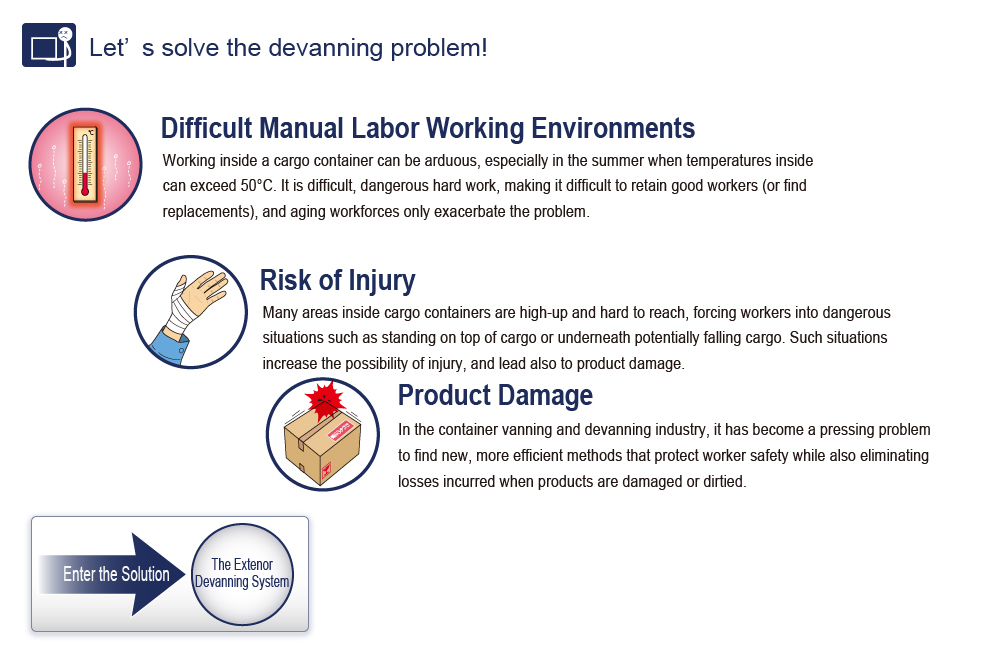 Let's solve the devanning problem!
Difficult Manual Labor Working Environments
°C
Working inside a cargo container can be arduous, especially in the summer when temperatures inside
can exceed 50°C. It is difficult, dangerous hard work, making it difficult to retain good workers (or find
replacements), and aging workforces only exacerbate the problem.
Risk of Injury
Many areas inside cargo containers are high-up and hard to reach, forcing workers into dangerous
situations such as standing on top of cargo or underneath potentially falling cargo. Such situations
increase the possibility of injury, and lead also to product damage.
Product Damage
In the container vanning and devanning industry, it has become a pressing problem
to find new, more efficient methods that protect worker safety while also eliminating
losses incurred when products are damaged or dirtied.
Enter the Solution
The Extenor
Devanning System